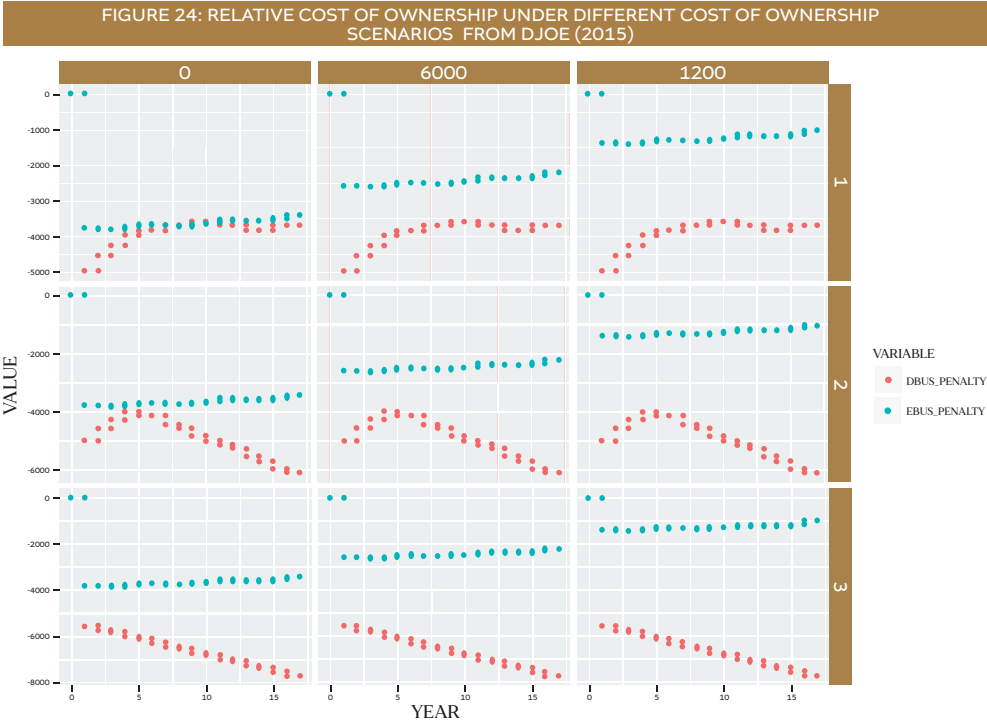 FIGURE 24: RELATIVE COST OF OWNERSHIP UNDER DIFFERENT COST OF OWNERSHIP
SCENARIOS FROM DJOE (2015)
0 6000 1200
0
-1000
-2000
-3000
-4000
-5000
1
0
-2000
-4000
-6000
2
0
-2000
-4000
-6000
-8000
3
VALUE
0 5 10 15 0 5 10 15 0 5 10 15
YEAR
VARIABLE
DBUS_PENALTY
EBUS_PENALTY